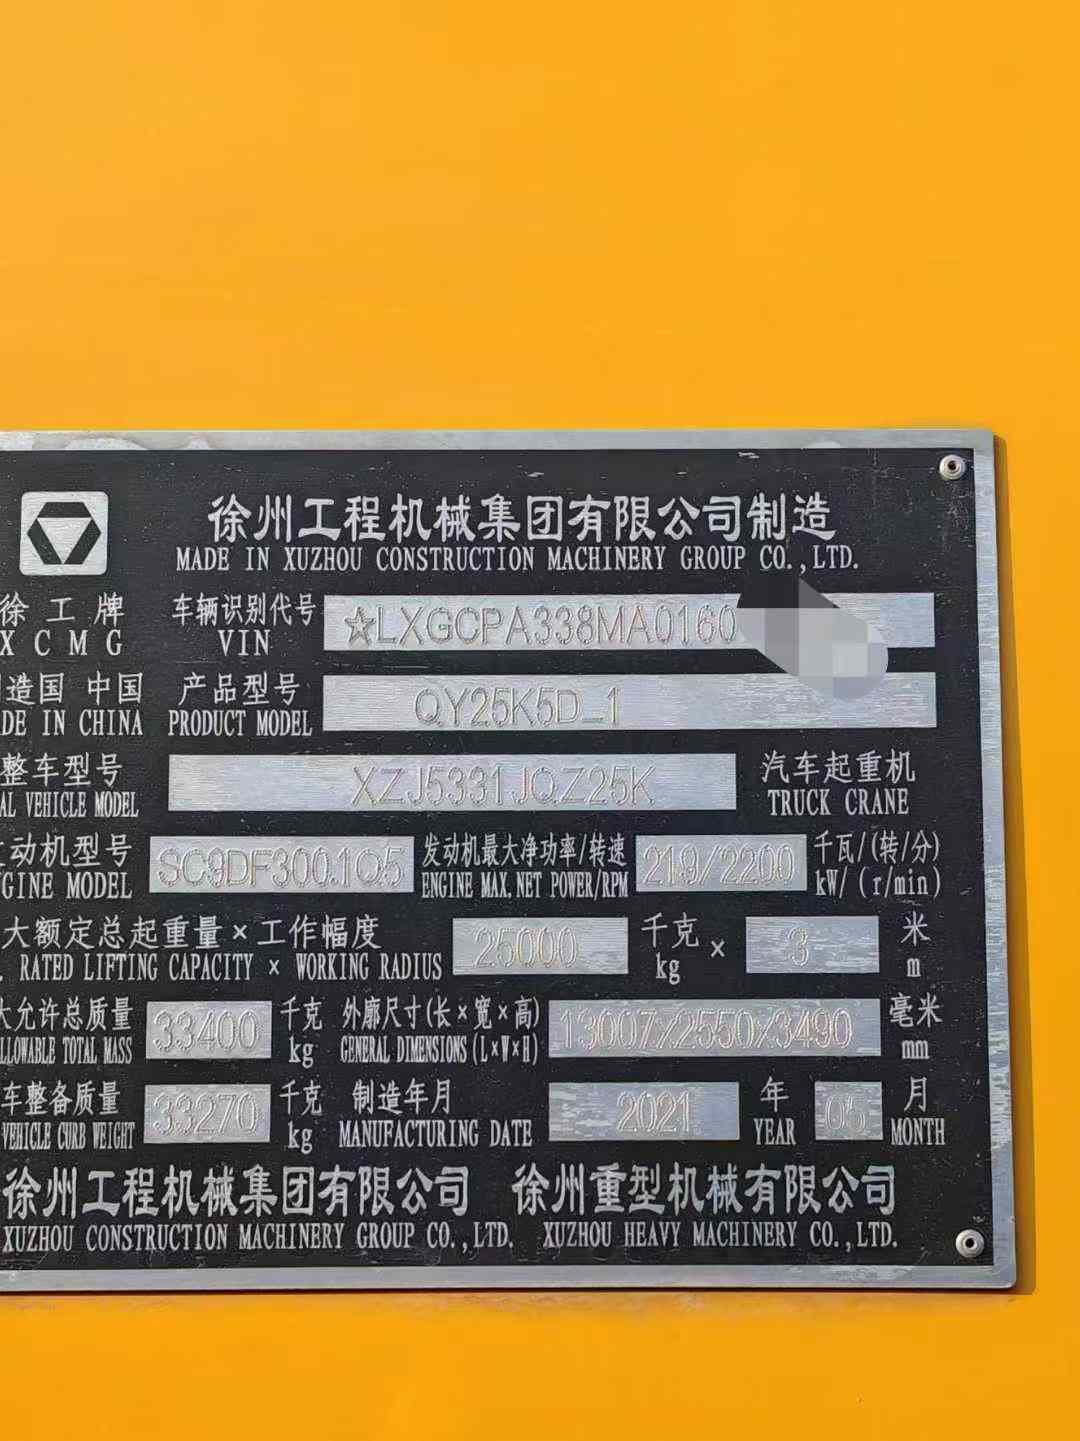 徐州工程机械集团有限公司制造
MADE IN XUZHOU CONSTRUCTION MACHINERY GROUP CO.,LTD.
徐工牌 车辆识别代号 ☆LXGCPA338MA0160
XCMG VIN
造国 中国 产品型号 QY25K5D_1
DE IN CHINA PRODUCT MODEL
整车型号 XZJ5331JQZ25K 汽车起重机
AL VEHICLE MODEL TRUCK CRANE
动机型号 SC9DF300.1Q5 发动机最大净功率/转速 219/2200 千瓦/(转/分)
GINE MODEL ENGINE MAX.NET POWER/RPM kW/(r/min)
大额定总起重量×工作幅度 25000 千克 × 3 米
. RATED LIFTING CAPACITY × WORKING RADIUS kg m
大允许总质量 33400 千克 外廓尺寸(长×宽×高) 13007X2550X3490 毫米
LLOWABLE TOTAL MASS kg GENERAL DIMENSIONS(L×W×H) mm
车整备质量 33270 千克 制造年月 2021 年 05 月
VEHICLE CURB WEIGHT kg MANUFACTURING DATE YEAR MONTH
徐州工程机械集团有限公司 徐州重型机械有限公司
XUZHOU CONSTRUCTION MACHINERY GROUP CO.,LTD. XUZHOU HEAVY MACHINERY CO.,LTD.